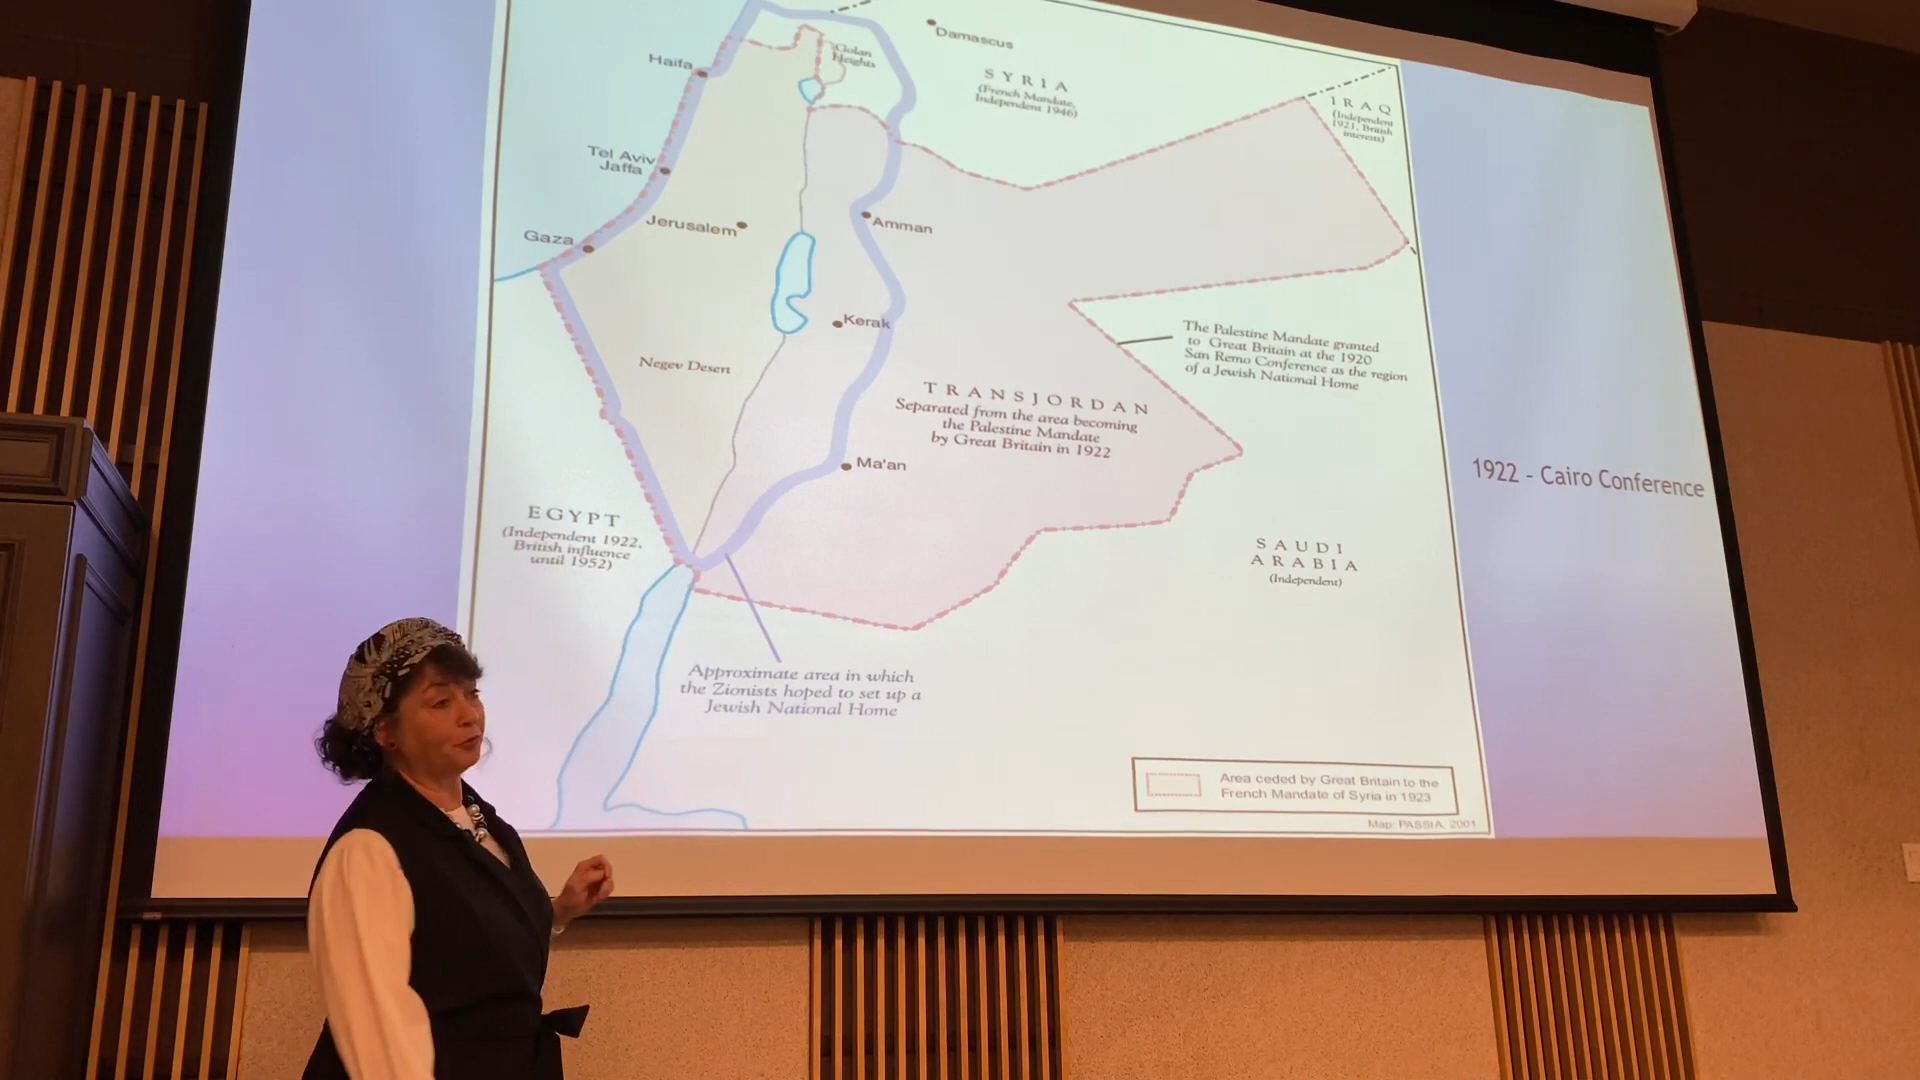 Damascus
Golan
Heights
Haifa
SYRIA
(French Mandate,
Independent 1946)
IRAQ
(Independent
1921, British
interests)
Tel Aviv
Jaffa
Jerusalem
Amman
Gaza
Kerak
The Palestine Mandate granted
to Great Britain at the 1920
San Remo Conference as the region
of a Jewish National Home
Negev Desert
TRANSJORDAN
Separated from the area becoming
the Palestine Mandate
by Great Britain in 1922
Ma'an
1922 - Cairo Conference
EGYPT
(Independent 1922,
British influence
until 1952)
SAUDI
ARABIA
(Independent)
Approximate area in which
the Zionists hoped to set up a
Jewish National Home
Area ceded by Great Britain to the
French Mandate of Syria in 1923
Map: PASSIA, 2001